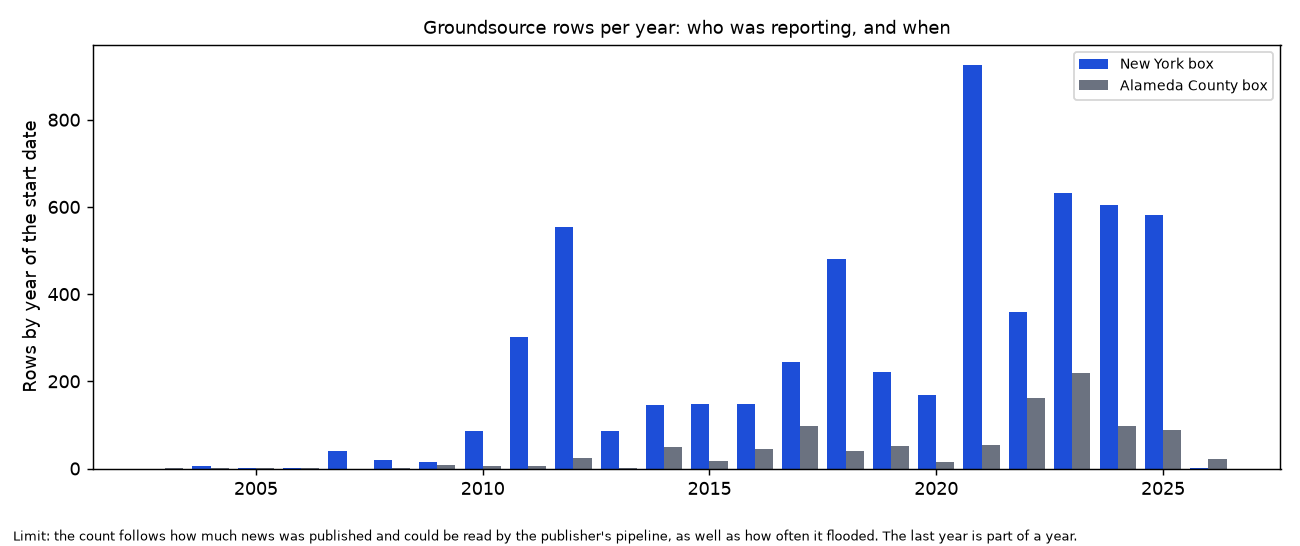 Groundsource rows per year: who was reporting, and when
New York box
Alameda County box
Rows by year of the start date
800
600
400
200
0
2005
2010
2015
2020
2025
Limit: the count follows how much news was published and could be read by the publisher's pipeline, as well as how often it flooded. The last year is part of a year.